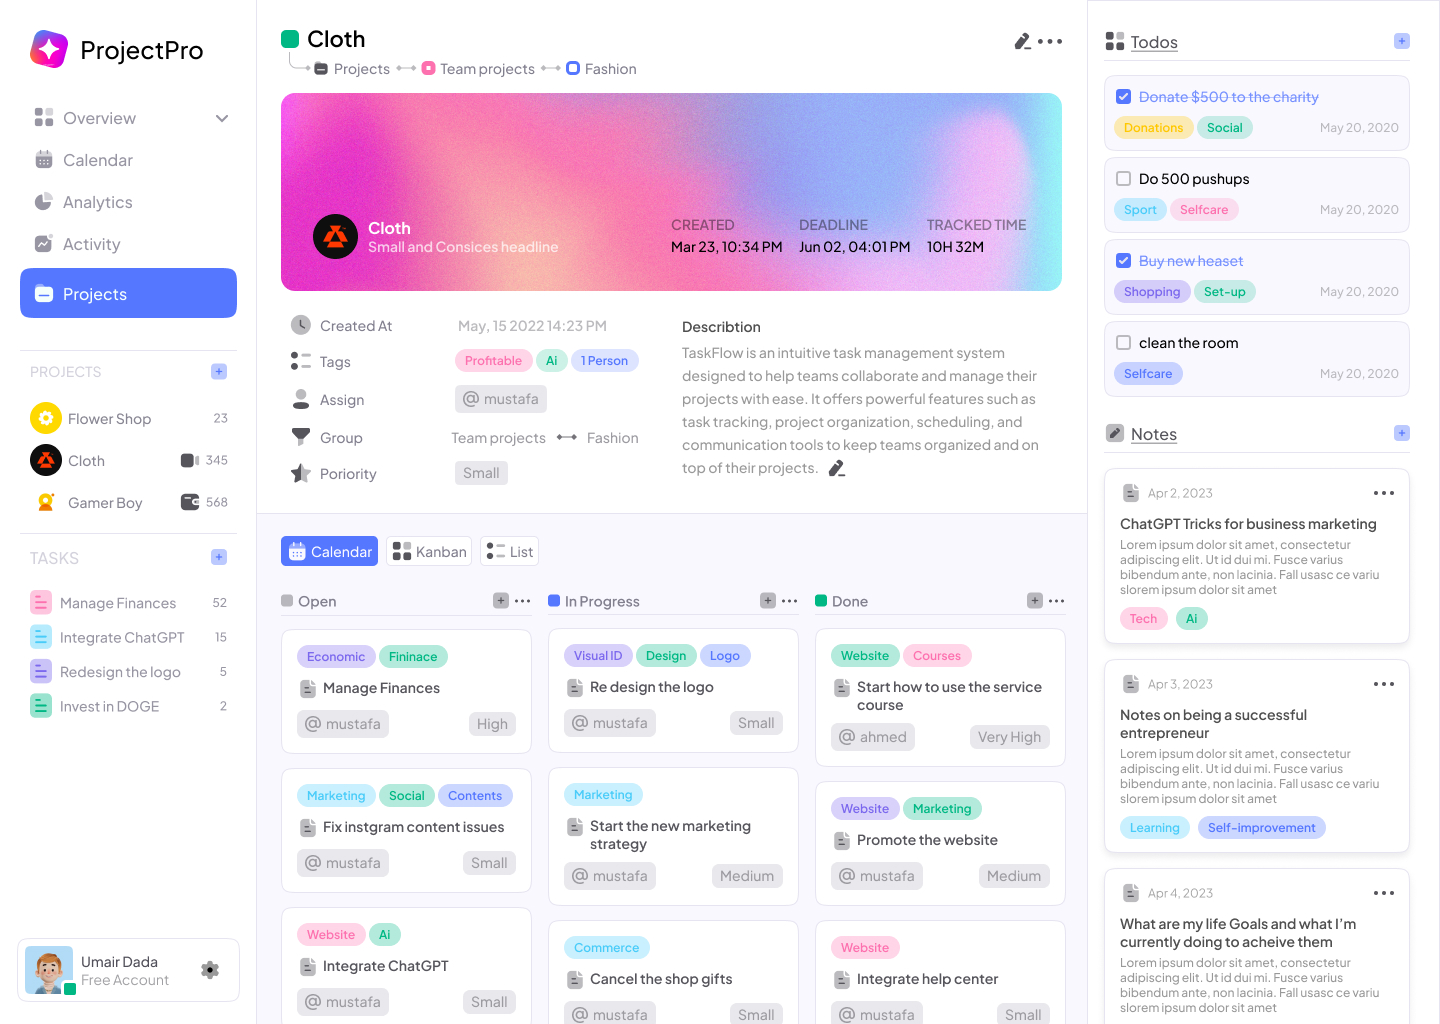 ProjectPro
Overview
Calendar
Analytics
Activity
Projects
PROJECTS
Flower Shop 23
Cloth 345
Gamer Boy 568
TASKS
Manage Finances 52
Integrate ChatGPT 15
Redesign the logo 5
Invest in DOGE 2
Umair Dada
Free Account
Cloth
Projects Team projects Fashion
Cloth
Small and Consices headline
CREATED DEADLINE TRACKED TIME
Mar 23, 10:34 PM Jun 02, 04:01 PM 10H 32M
Created At May, 15 2022 14:23 PM
Tags Profitable Ai 1 Person
Assign @ mustafa
Group Team projects Fashion
Poriority Small
Describtion
TaskFlow is an intuitive task management system
designed to help teams collaborate and manage their
projects with ease. It offers powerful features such as
task tracking, project organization, scheduling, and
communication tools to keep teams organized and on
top of their projects.
Calendar Kanban List
Open
Economic Fininace
Manage Finances
@ mustafa High
Marketing Social Contents
Fix instgram content issues
@ mustafa Small
Website Ai
Integrate ChatGPT
@ mustafa Small
In Progress
Visual ID Design Logo
Re design the logo
@ mustafa Small
Marketing
Start the new marketing
strategy
@ mustafa Medium
Commerce
Cancel the shop gifts
@ mustafa Small
Done
Website Courses
Start how to use the service
course
@ ahmed Very High
Website Marketing
Promote the website
@ mustafa Medium
Website
Integrate help center
@ mustafa Small
Todos
Donate $500 to the charity
Donations Social May 20, 2020
Do 500 pushups
Sport Selfcare May 20, 2020
Buy new heaset
Shopping Set-up May 20, 2020
clean the room
Selfcare May 20, 2020
Notes
Apr 2, 2023
ChatGPT Tricks for business marketing
Lorem ipsum dolor sit amet, consectetur
adipiscing elit. Ut id dui mi. Fusce varius
bibendum ante, non lacinia. Fall usasc ce variu
slorem ipsum dolor sit amet
Tech Ai
Apr 3, 2023
Notes on being a successful
entrepreneur
Lorem ipsum dolor sit amet, consectetur
adipiscing elit. Ut id dui mi. Fusce varius
bibendum ante, non lacinia. Fall usasc ce variu
slorem ipsum dolor sit amet
Learning Self-improvement
Apr 4, 2023
What are my life Goals and what I'm
currently doing to acheive them
Lorem ipsum dolor sit amet, consectetur
adipiscing elit. Ut id dui mi. Fusce varius
bibendum ante, non lacinia. Fall usasc ce variu
slorem ipsum dolor sit amet